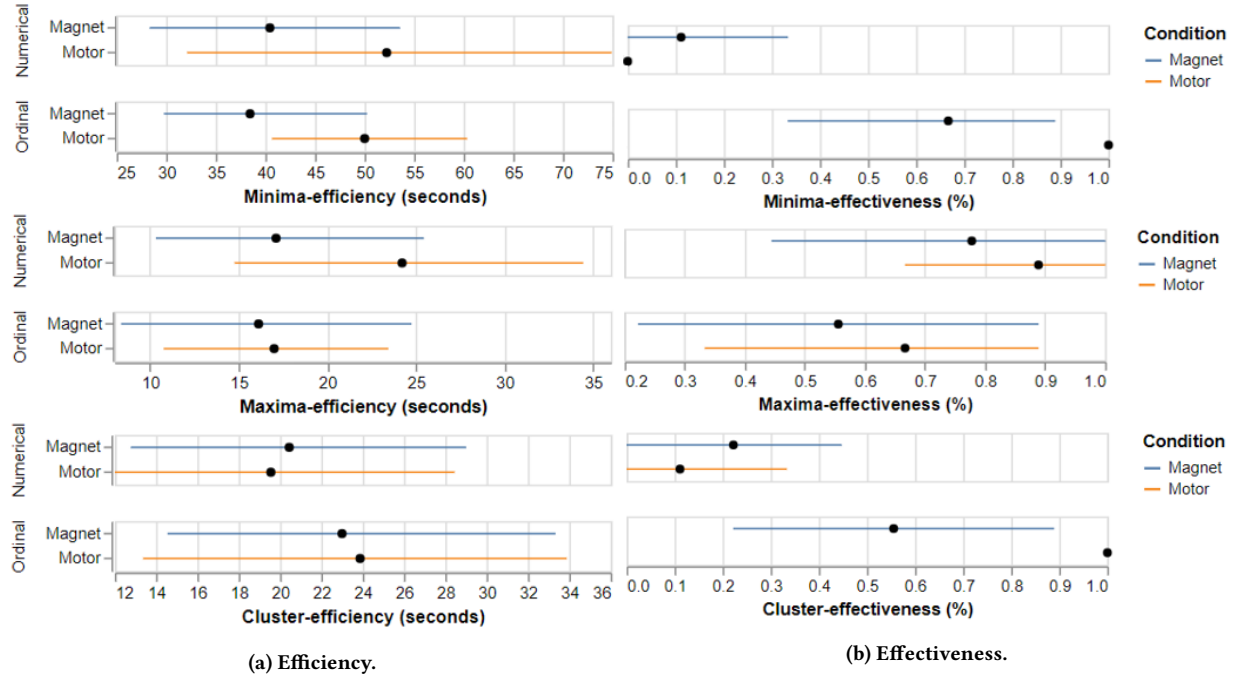 Numerical
Magnet
Motor
Ordinal
Magnet
Motor
25 30 35 40 45 50 55 60 65 70 75
Minima-efficiency (seconds)
0.0 0.1 0.2 0.3 0.4 0.5 0.6 0.7 0.8 0.9 1.0
Minima-effectiveness (%)
Condition
Magnet
Motor
Numerical
Magnet
Motor
Ordinal
Magnet
Motor
10 15 20 25 30 35
Maxima-efficiency (seconds)
0.2 0.3 0.4 0.5 0.6 0.7 0.8 0.9 1.0
Maxima-effectiveness (%)
Condition
Magnet
Motor
Numerical
Magnet
Motor
Ordinal
Magnet
Motor
12 14 16 18 20 22 24 26 28 30 32 34 36
Cluster-efficiency (seconds)
0.0 0.1 0.2 0.3 0.4 0.5 0.6 0.7 0.8 0.9 1.0
Cluster-effectiveness (%)
Condition
Magnet
Motor
(a) Efficiency.
(b) Effectiveness.